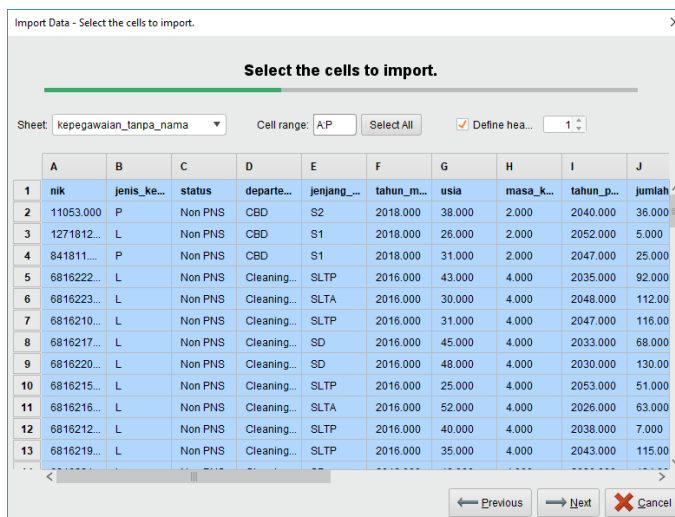 Import Data - Select the cells to import.
Select the cells to import.
Sheet: kepegawaian_tanpa_nama Cell range: A:P Select All Define hea... 1
A B C D E F G H I J
1 nik jenis_ke... status departe... jenjang_... tahun_m... usia masa_k... tahun_p... jumlah
2 11053.000 P Non PNS CBD S2 2018.000 38.000 2.000 2040.000 36.000
3 1271812... L Non PNS CBD S1 2018.000 26.000 2.000 2052.000 5.000
4 841811.... P Non PNS CBD S1 2018.000 31.000 2.000 2047.000 25.000
5 6816222... L Non PNS Cleaning... SLTP 2016.000 43.000 4.000 2035.000 92.000
6 6816223... L Non PNS Cleaning... SLTA 2016.000 30.000 4.000 2048.000 112.00
7 6816210... L Non PNS Cleaning... SLTP 2016.000 31.000 4.000 2047.000 116.00
8 6816217... L Non PNS Cleaning... SD 2016.000 45.000 4.000 2033.000 68.000
9 6816220... L Non PNS Cleaning... SD 2016.000 48.000 4.000 2030.000 130.00
10 6816215... L Non PNS Cleaning... SLTP 2016.000 25.000 4.000 2053.000 51.000
11 6816216... L Non PNS Cleaning... SLTA 2016.000 52.000 4.000 2026.000 63.000
12 6816212... L Non PNS Cleaning... SLTP 2016.000 40.000 4.000 2038.000 7.000
13 6816219... L Non PNS Cleaning... SLTP 2016.000 35.000 4.000 2043.000 115.00
Previous Next Cancel